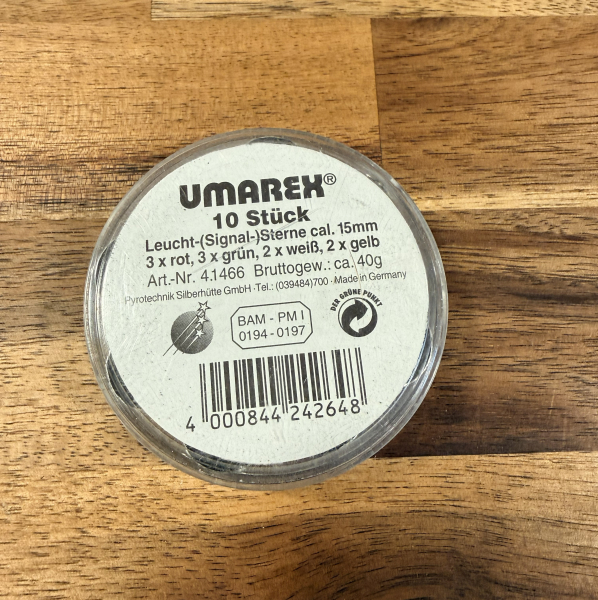 UMAREX®
10 Stück
Leucht-(Signal-)Sterne cal. 15mm
3 x rot, 3 x grün, 2 x weiß, 2 x gelb
Art.-Nr. 4.1466 Bruttogew.: ca. 40g
Pyrotechnik Silberhütte GmbH ·Tel.: (039484)700 · Made in Germany
BAM - PM I
0194 - 0197
DER GRÜNE PUNKT
4 000844 242648